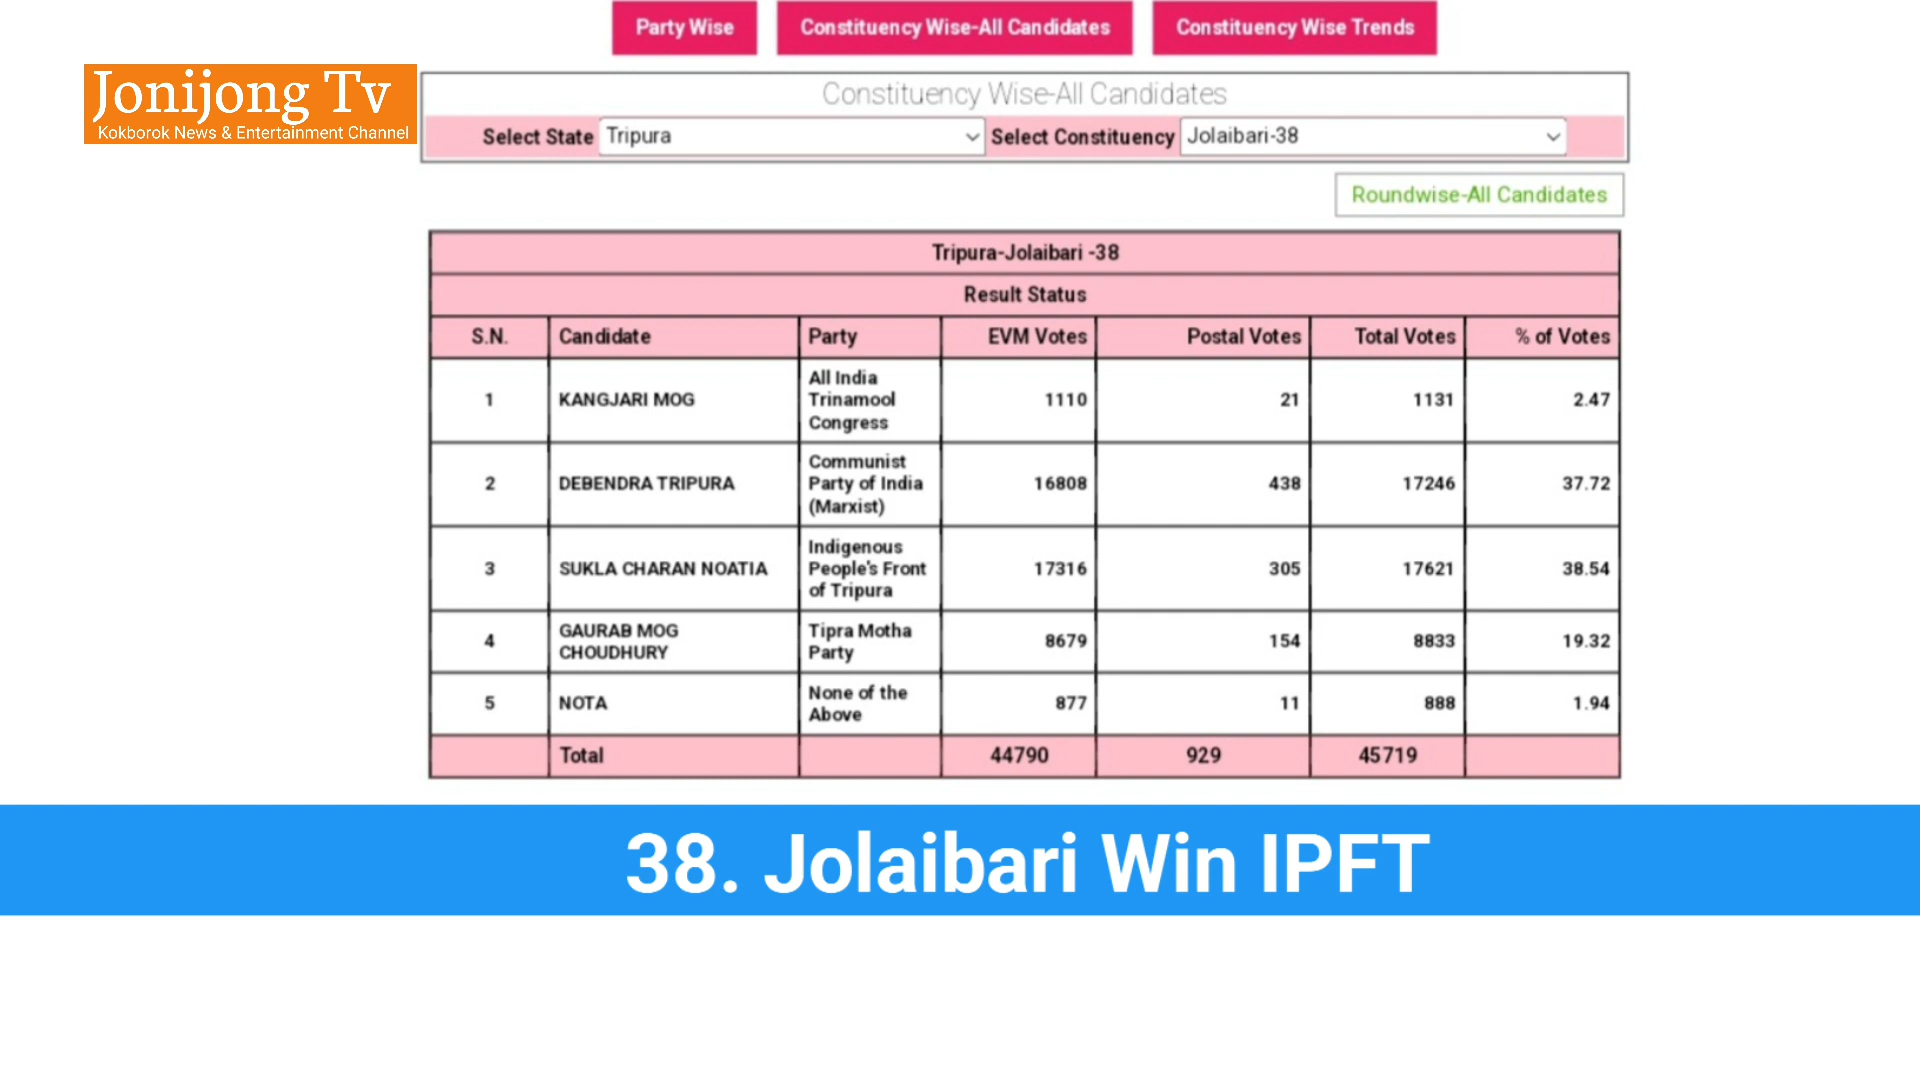 Party Wise
Constituency Wise-All Candidates
Constituency Wise Trends
Jonijong Tv
Kokborok News & Entertainment Channel
Constituency Wise-All Candidates
Select State Tripura Select Constituency Jolaibari-38
Roundwise-All Candidates
Tripura-Jolaibari -38
Result Status
S.N. Candidate Party EVM Votes Postal Votes Total Votes % of Votes
1 KANGJARI MOG All India Trinamool Congress 1110 21 1131 2.47
2 DEBENDRA TRIPURA Communist Party of India (Marxist) 16808 438 17246 37.72
3 SUKLA CHARAN NOATIA Indigenous People's Front of Tripura 17316 305 17621 38.54
4 GAURAB MOG CHOUDHURY Tipra Motha Party 8679 154 8833 19.32
5 NOTA None of the Above 877 11 888 1.94
Total 44790 929 45719
38. Jolaibari Win IPFT